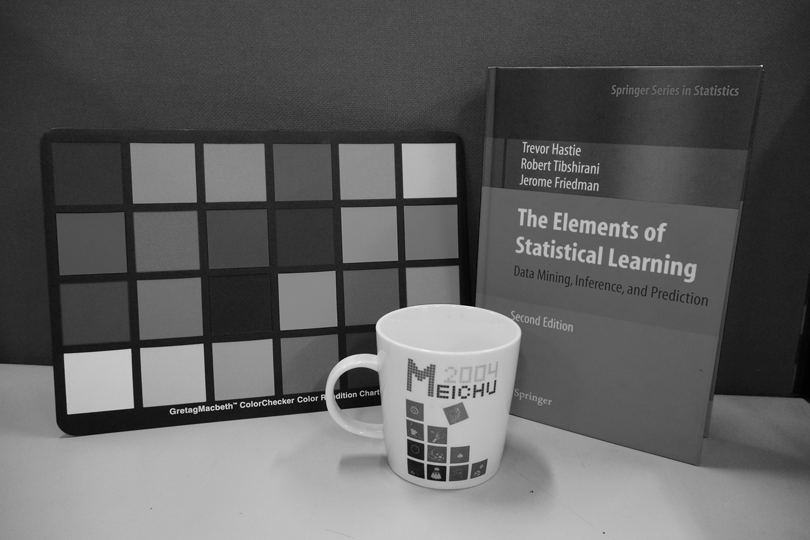 Springer Series in Statistics
Trevor Hastie
Robert Tibshirani
Jerome Friedman
The Elements of
Statistical Learning
Data Mining, Inference, and Prediction
Second Edition
Springer
GretagMacbeth™ ColorChecker Color R dition Chart
2004
MEICHU